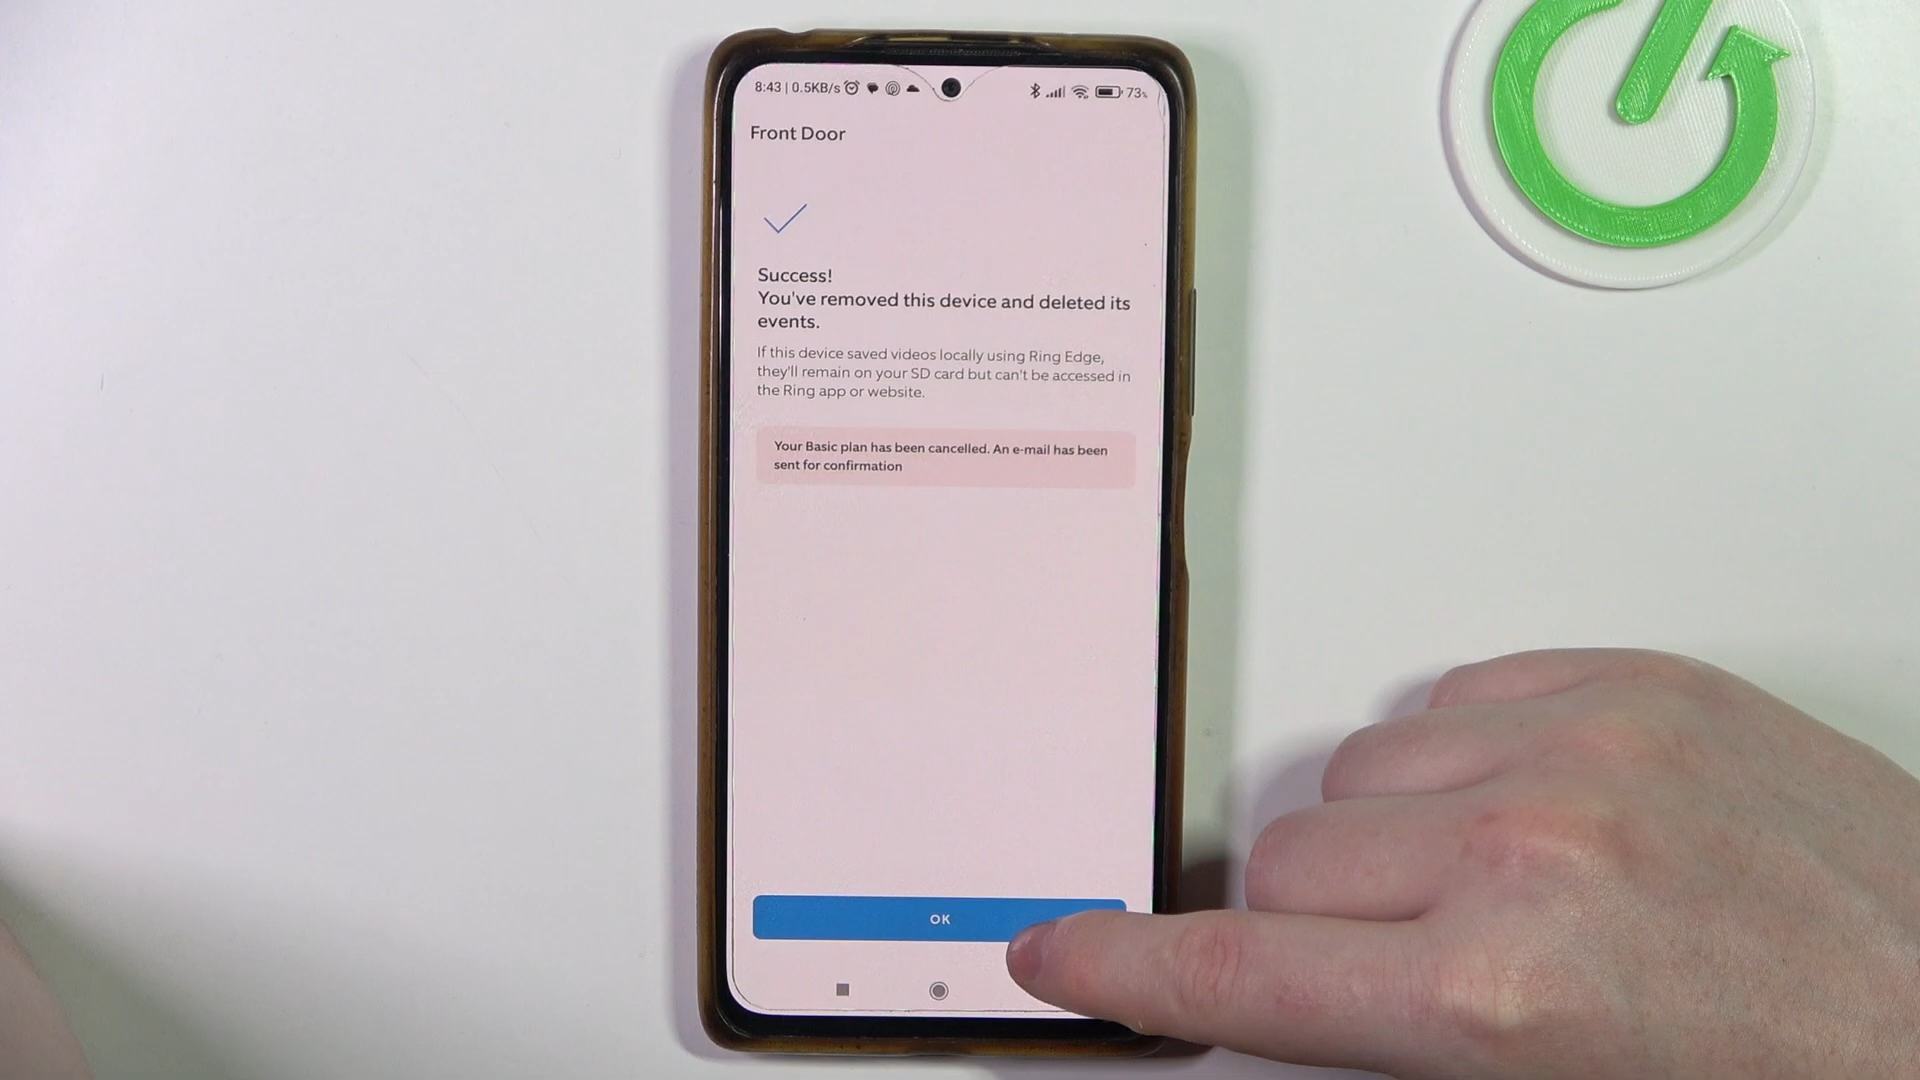 8:43 | 0.5KB/s 73%
Front Door
Success!
You've removed this device and deleted its
events.
If this device saved videos locally using Ring Edge,
they'll remain on your SD card but can't be accessed in
the Ring app or website.
Your Basic plan has been cancelled. An e-mail has been
sent for confirmation
OK